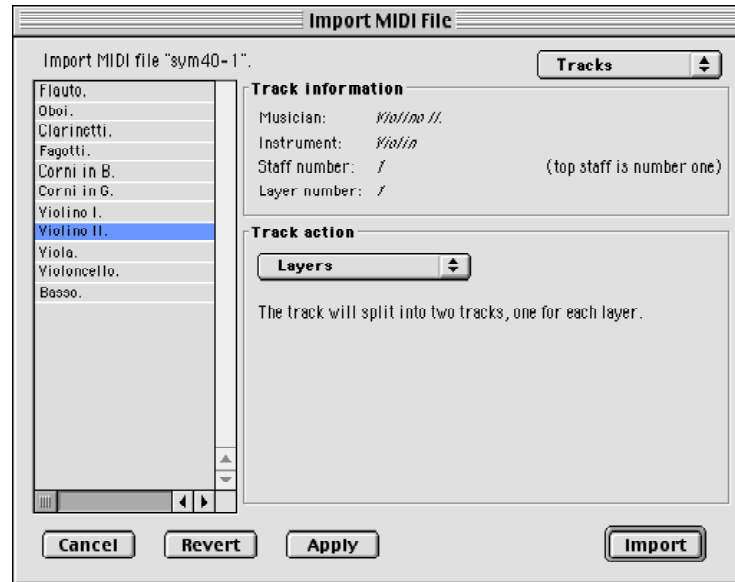 Import MIDI File
Import MIDI file "sym40-1".
Tracks
Flauto.
Oboi.
Clarinetti.
Fagotti.
Corni in B.
Corni in G.
Violino I.
Violino II.
Viola.
Violoncello.
Basso.
Track information
Musician: Violino II.
Instrument: Violin
Staff number: 1 (top staff is number one)
Layer number: 1
Track action
Layers
The track will split into two tracks, one for each layer.
Cancel Revert Apply Import